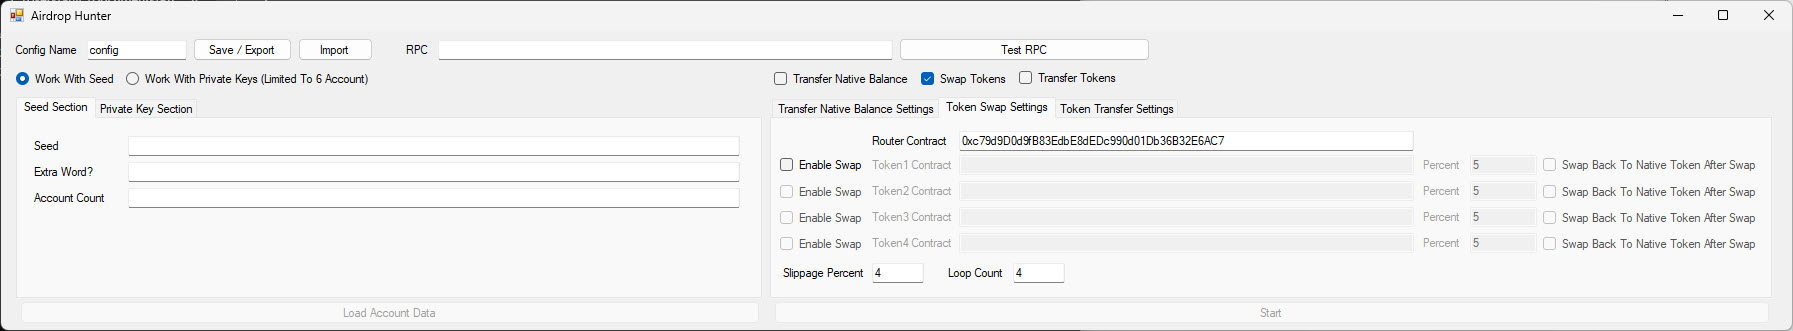 Airdrop Hunter
Config Name config Save / Export Import RPC Test RPC
Work With Seed Work With Private Keys (Limited To 6 Account) Transfer Native Balance Swap Tokens Transfer Tokens
Seed Section Private Key Section Transfer Native Balance Settings Token Swap Settings Token Transfer Settings
Seed
Extra Word?
Account Count
Router Contract 0xc79d9D0d9fB83EdbE8dEDc990d01Db36B32E6AC7
Enable Swap Token1 Contract Percent 5 Swap Back To Native Token After Swap
Enable Swap Token2 Contract Percent 5 Swap Back To Native Token After Swap
Enable Swap Token3 Contract Percent 5 Swap Back To Native Token After Swap
Enable Swap Token4 Contract Percent 5 Swap Back To Native Token After Swap
Slippage Percent 4 Loop Count 4
Load Account Data Start